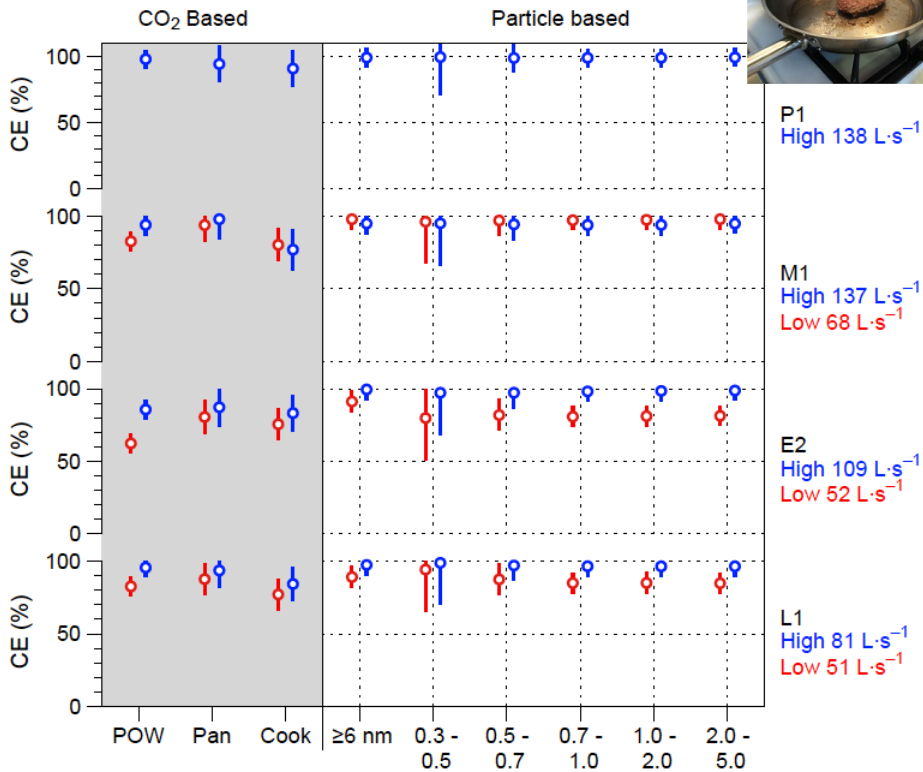 CO₂ Based
Particle based
CE (%)
100
50
0
P1
High 138 L·s⁻¹
CE (%)
100
50
0
M1
High 137 L·s⁻¹
Low 68 L·s⁻¹
CE (%)
100
50
0
E2
High 109 L·s⁻¹
Low 52 L·s⁻¹
CE (%)
100
50
0
L1
High 81 L·s⁻¹
Low 51 L·s⁻¹
POW
Pan
Cook
≥6 nm
0.3 -
0.5
0.5 -
0.7
0.7 -
1.0
1.0 -
2.0
2.0 -
5.0